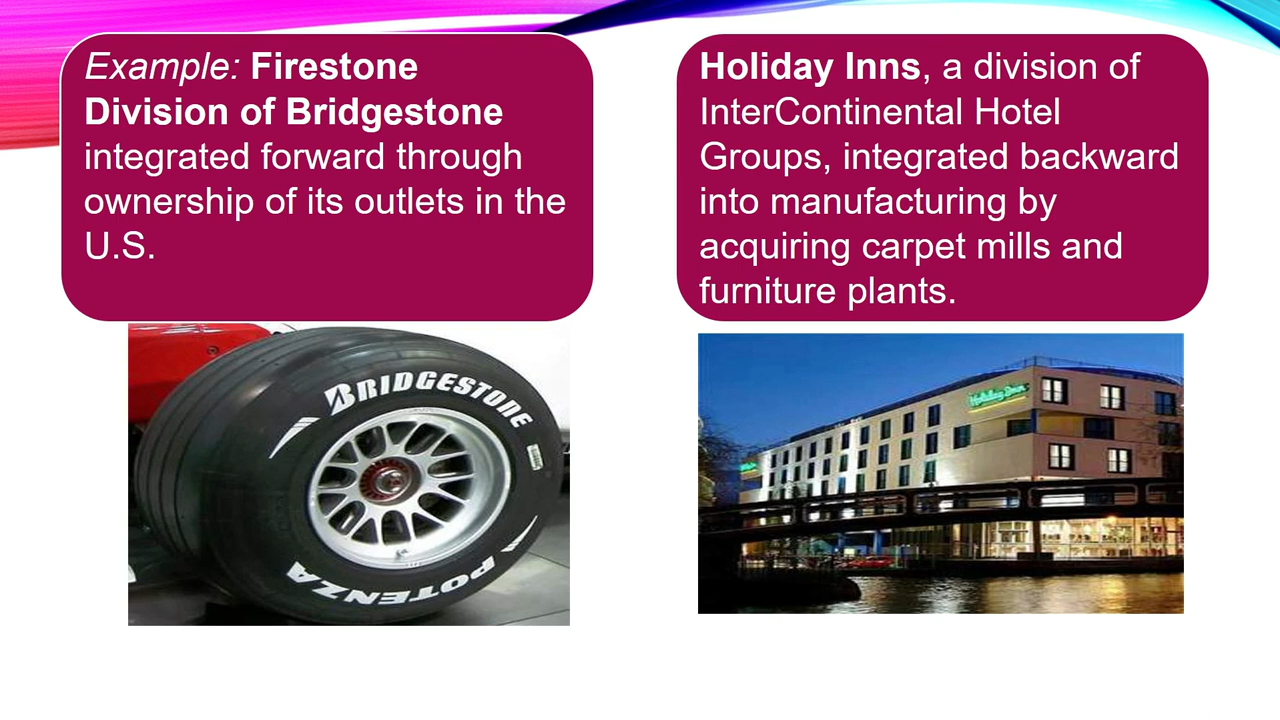 Example: Firestone
Division of Bridgestone
integrated forward through
ownership of its outlets in the
U.S.
Holiday Inns, a division of
InterContinental Hotel
Groups, integrated backward
into manufacturing by
acquiring carpet mills and
furniture plants.
BRIDGESTONE
POTENZA
Holiday Inn